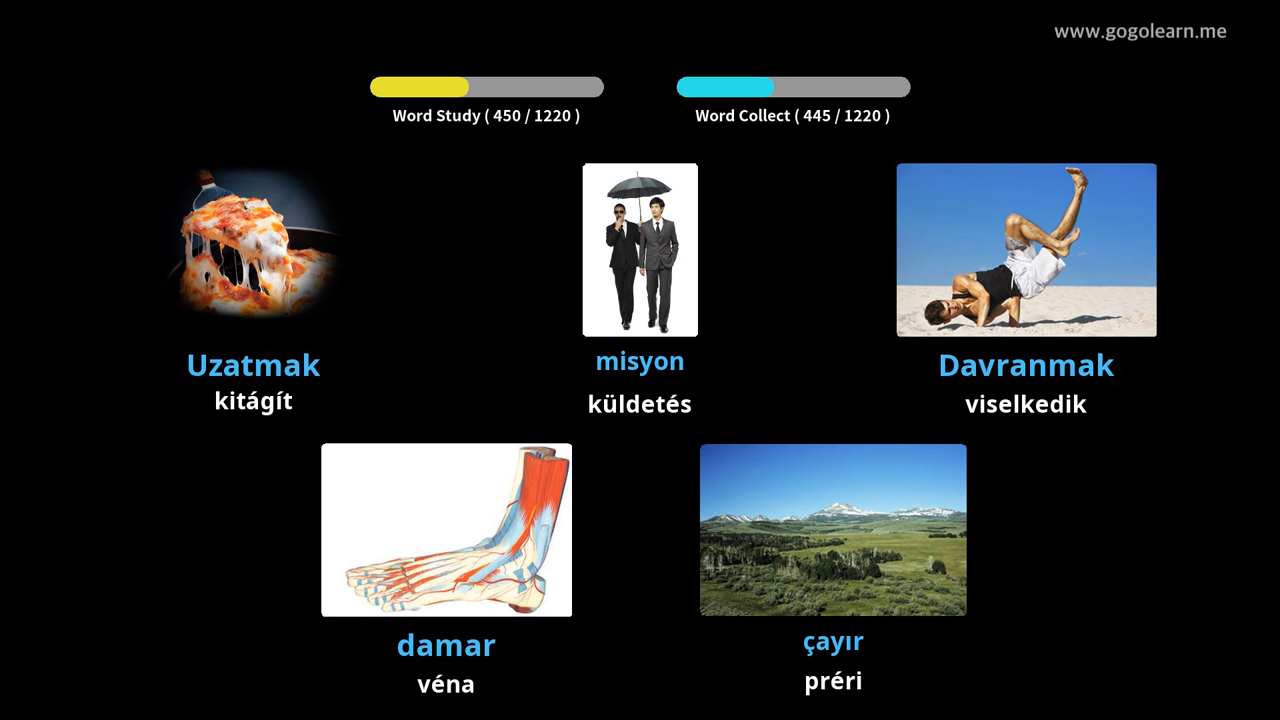 www.gogolearn.me
Word Study ( 450 / 1220 )
Word Collect ( 445 / 1220 )
Uzatmak
kitágít
misyon
küldetés
Davranmak
viselkedik
damar
véna
çayır
préri